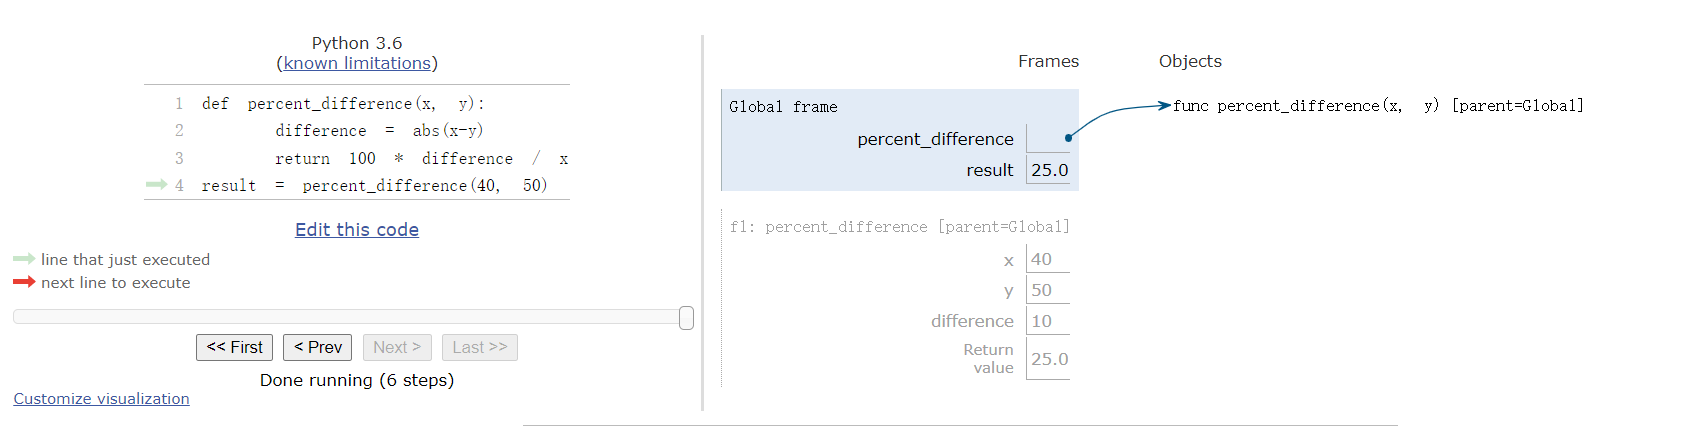 Python 3.6
(known limitations)
1 def percent_difference(x, y):
2 difference = abs(x-y)
3 return 100 * difference / x
4 result = percent_difference(40, 50)
Edit this code
line that just executed
next line to execute
<< First < Prev Next > Last >>
Done running (6 steps)
Customize visualization
Frames Objects
Global frame
func percent_difference(x, y) [parent=Global]
percent_difference
result 25.0
f1: percent_difference [parent=Global]
x 40
y 50
difference 10
Return
value 25.0